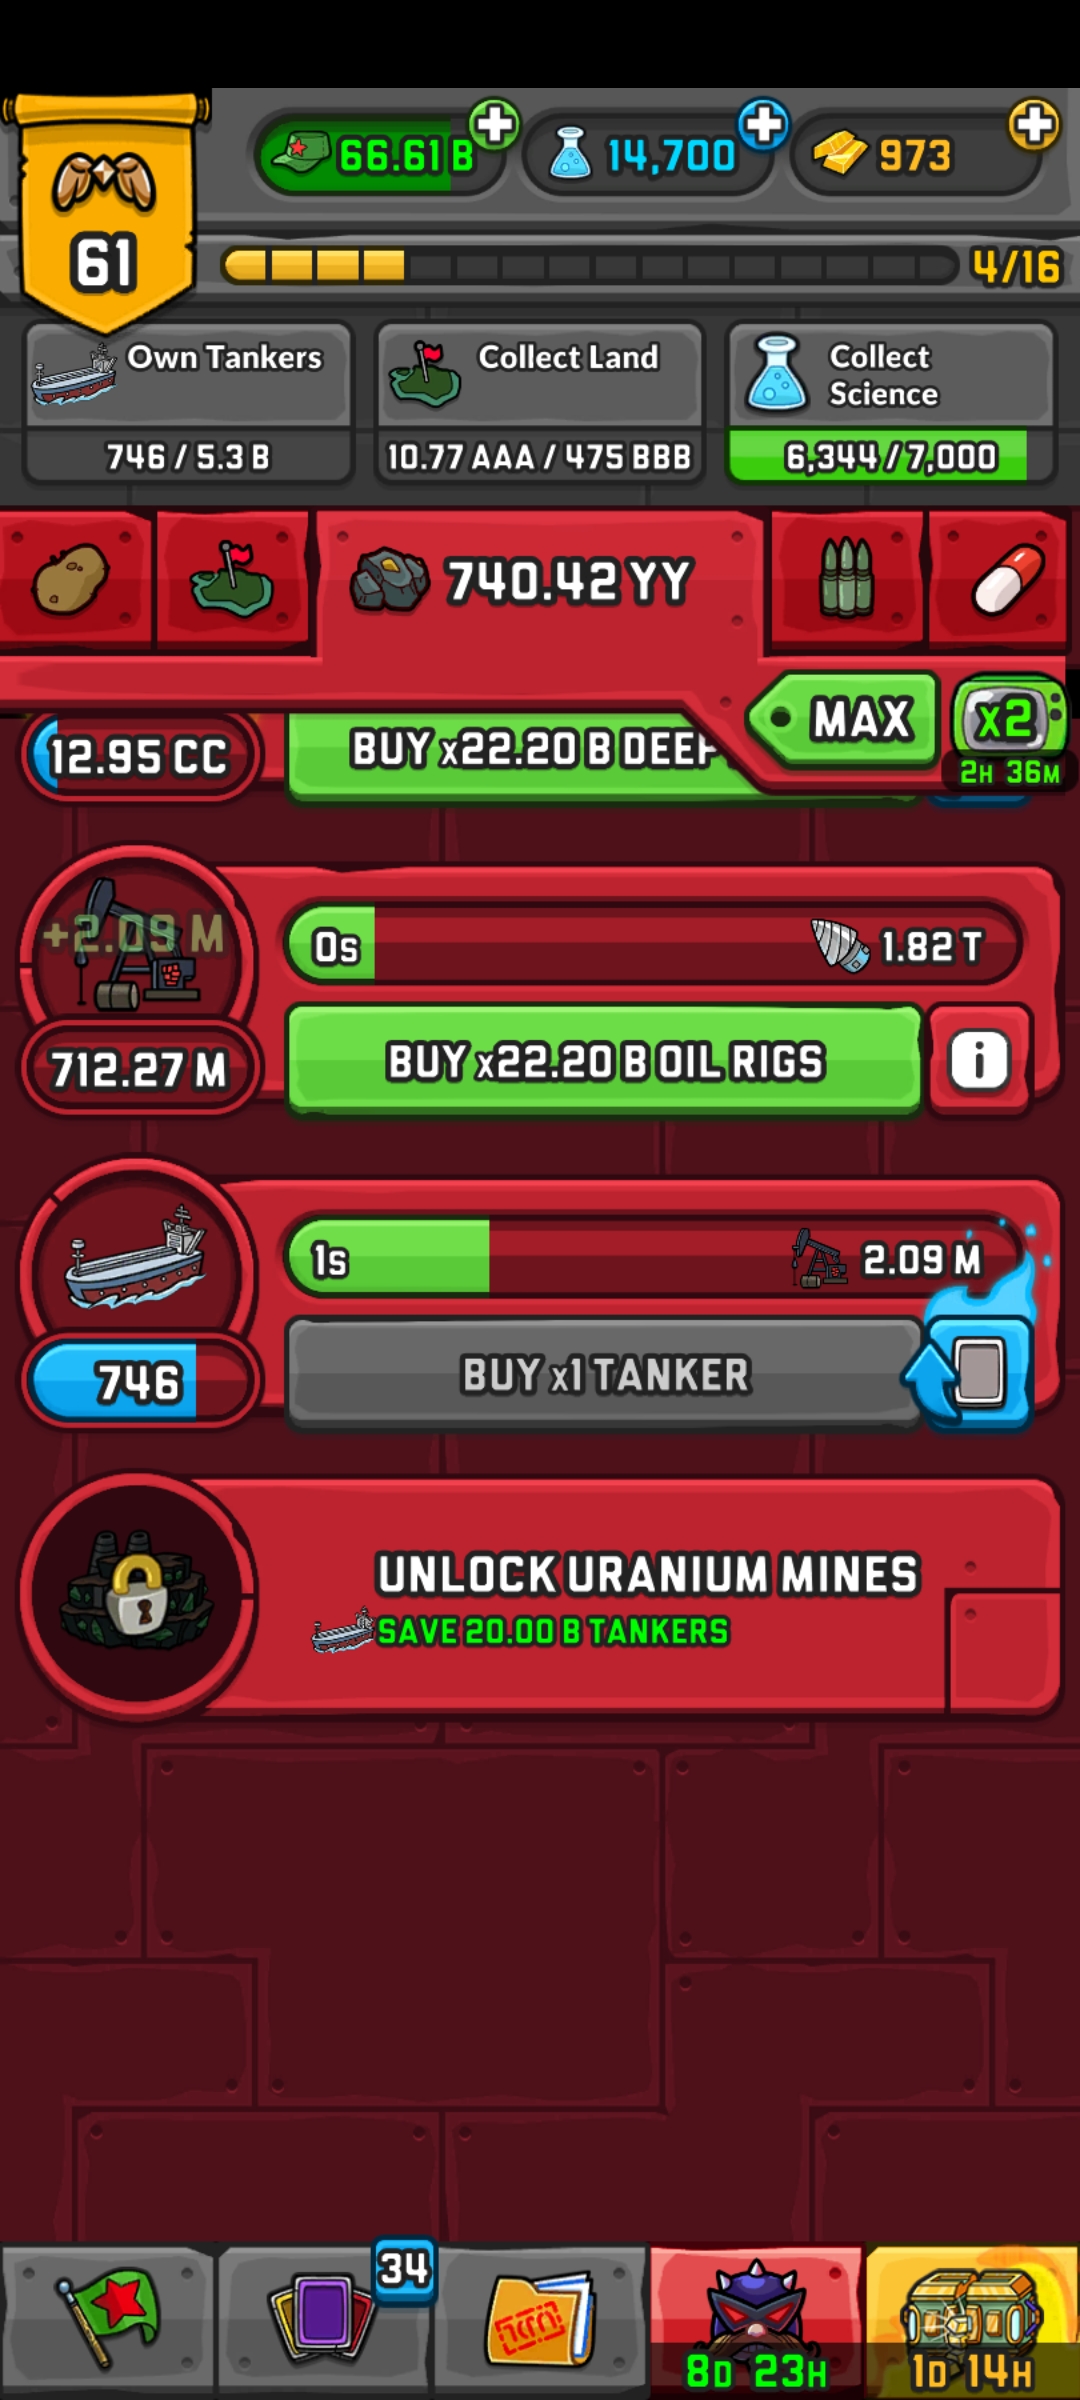 66.61 B
14,700
973
61
4/16
Own Tankers
746 / 5.3 B
Collect Land
10.77 AAA / 475 BBB
Collect
Science
6,344 / 7,000
740.42 YY
MAX
x2
2H 36M
12.95 CC
BUY x22.20 B DEEP
+2.09 M
0s
1.82 T
712.27 M
BUY x22.20 B OIL RIGS
i
1s
2.09 M
746
BUY x1 TANKER
UNLOCK URANIUM MINES
SAVE 20.00 B TANKERS
34
8D 23H
1D 14H